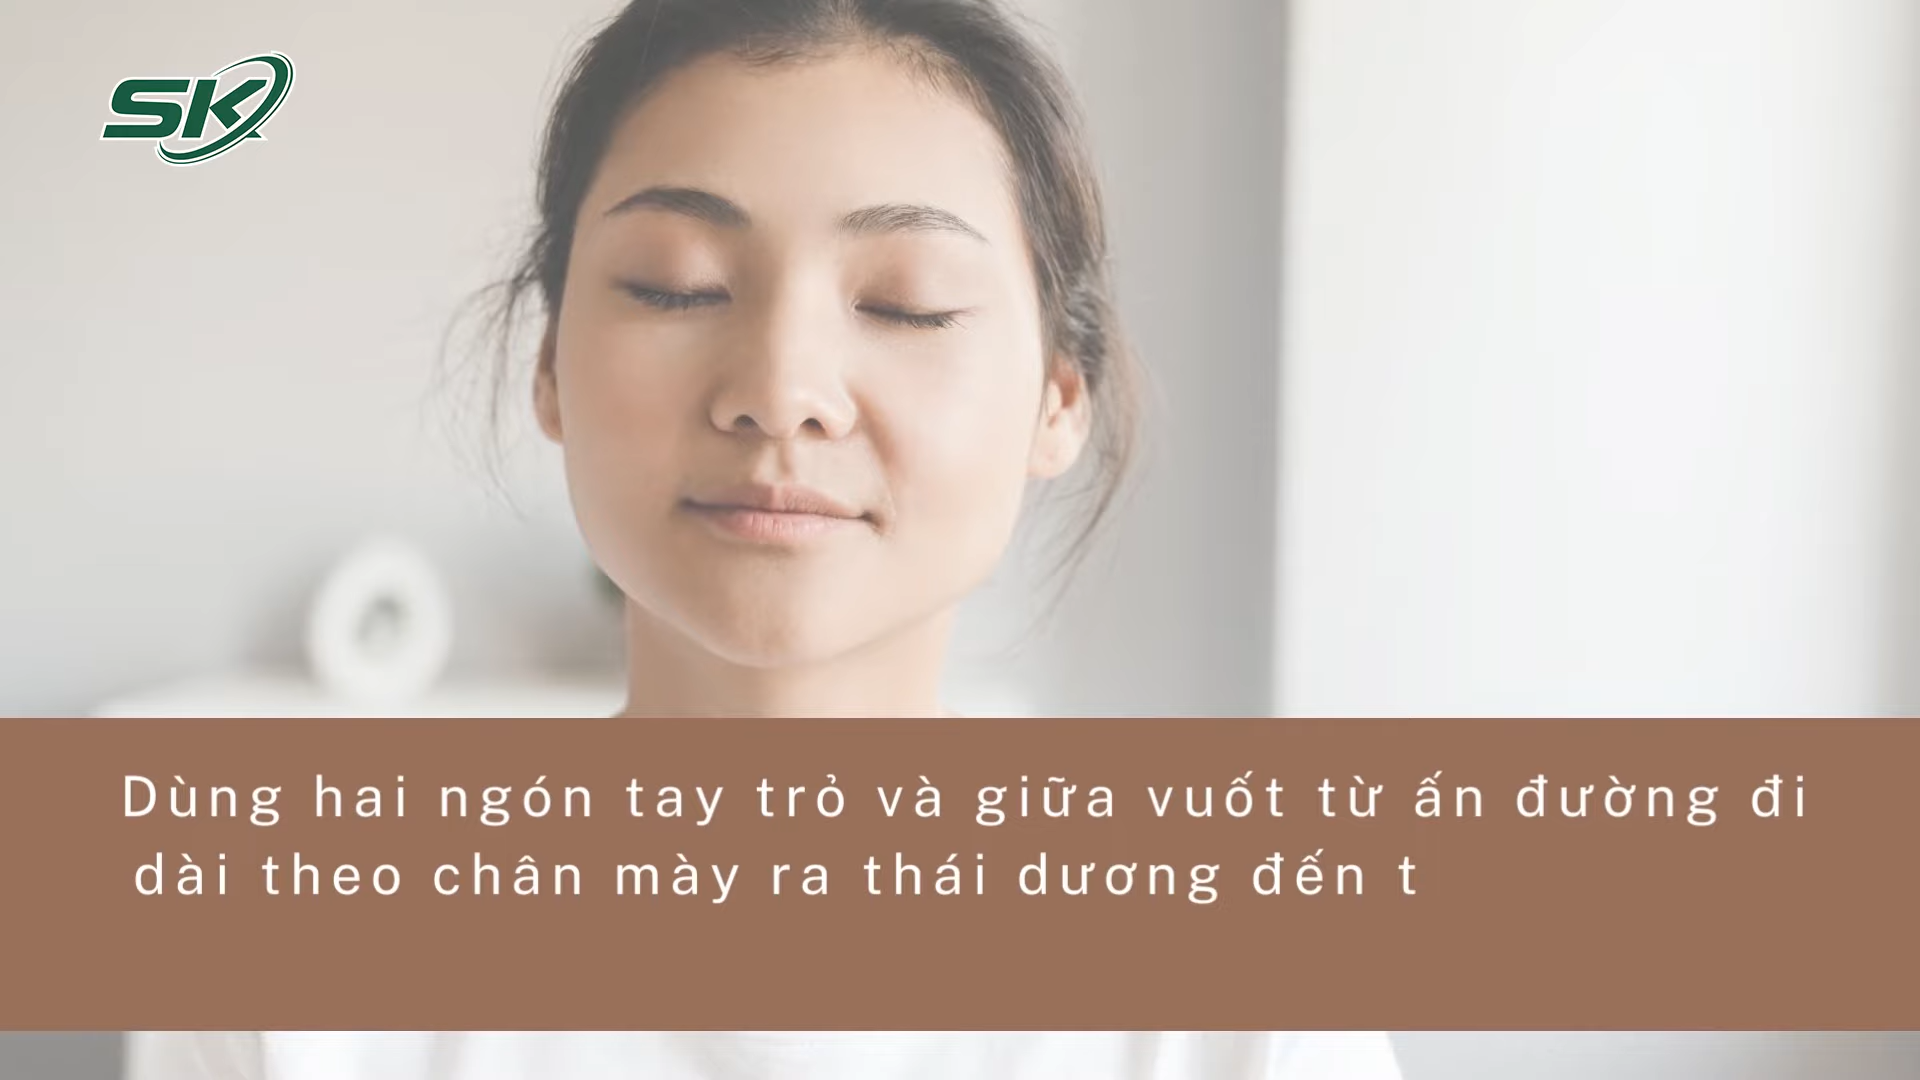 SK
Dùng hai ngón tay trỏ và giữa vuốt từ ấn đường đi
dài theo chân mày ra thái dương đến t